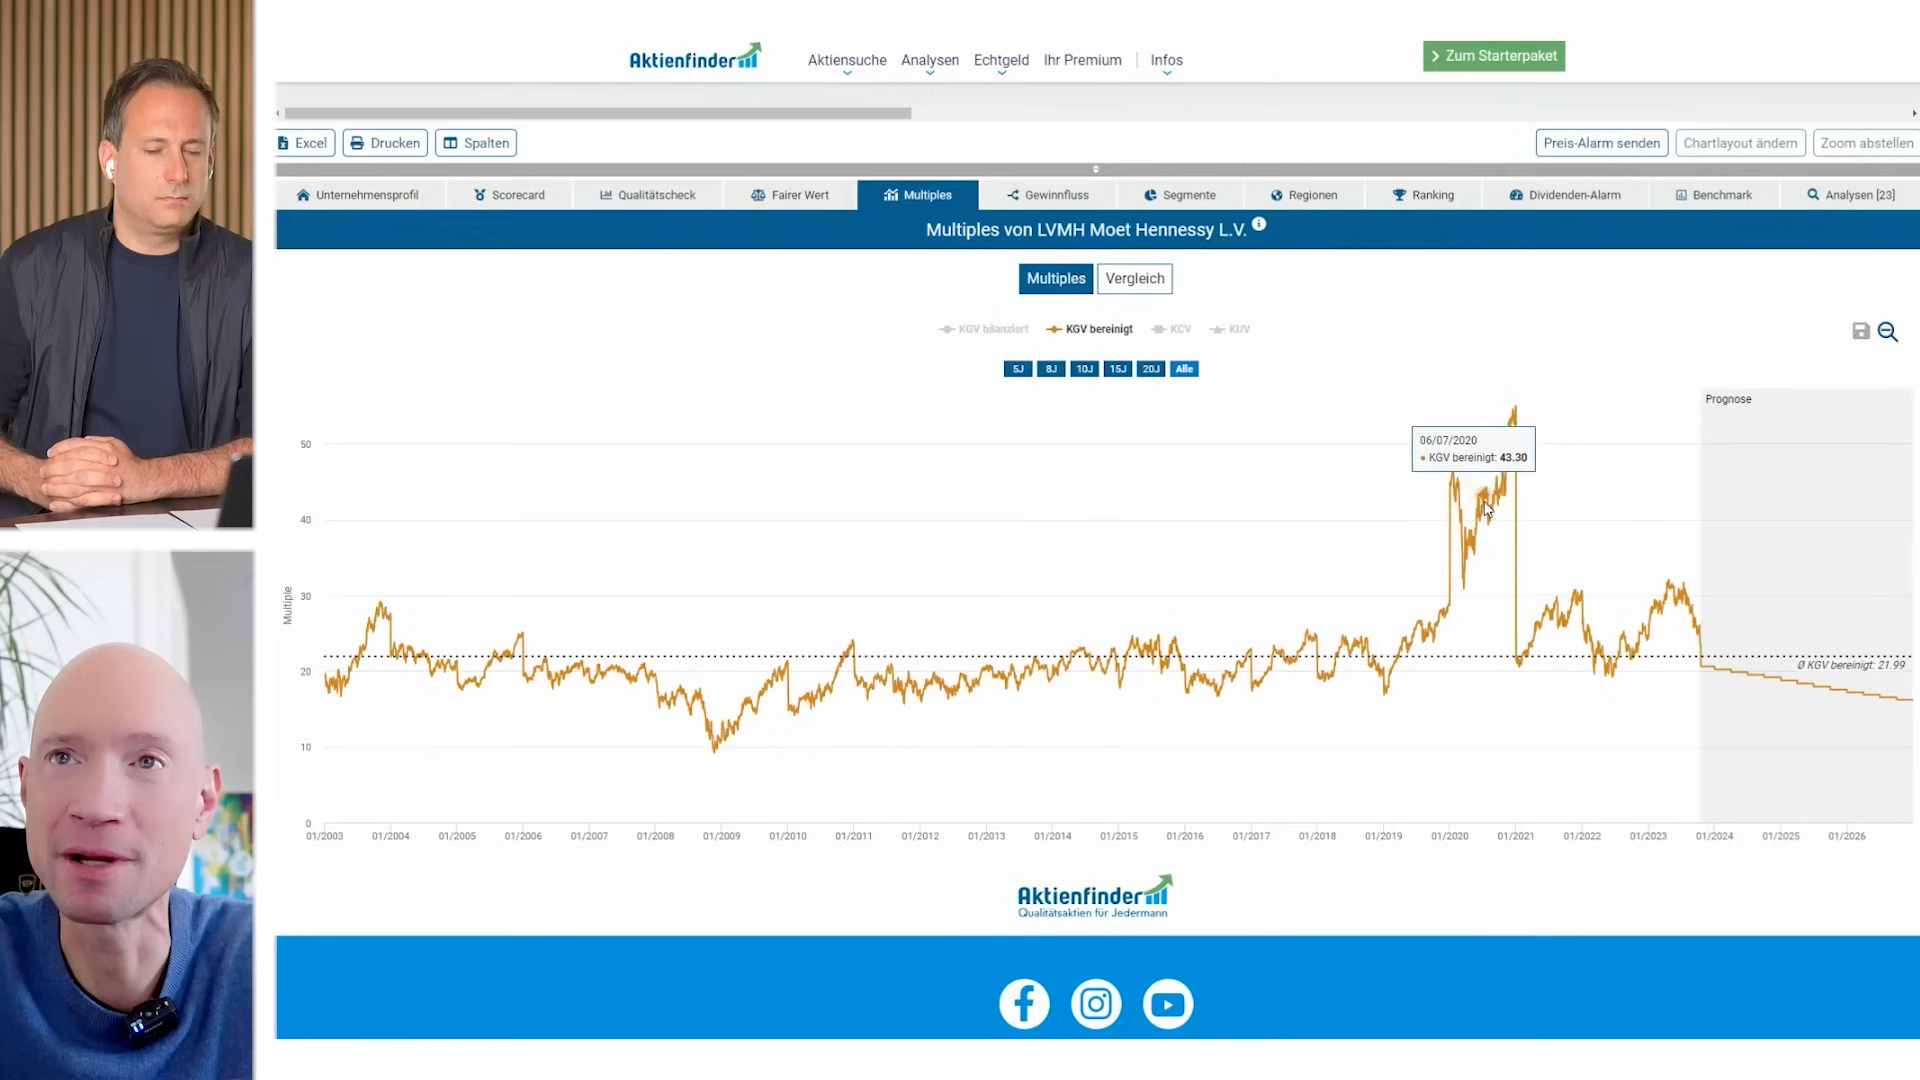 Aktienfinder
Aktiensuche Analysen Echtgeld Ihr Premium Infos
Zum Starterpaket
Excel Drucken Spalten
Preis-Alarm senden Chartlayout ändern Zoom abstellen
Unternehmensprofil Scorecard Qualitätscheck Fairer Wert Multiples Gewinnfluss Segmente Regionen Ranking Dividenden-Alarm Benchmark Analysen [23]
Multiples von LVMH Moet Hennessy L.V.
Multiples Vergleich
KGV bilanziert KGV bereinigt KCV KUV
5J 8J 10J 15J 20J Alle
Prognose
06/07/2020
KGV bereinigt: 43.30
50
40
30
20
10
0
Multiple
Ø KGV bereinigt: 21.99
01/2003 01/2004 01/2005 01/2006 01/2007 01/2008 01/2009 01/2010 01/2011 01/2012 01/2013 01/2014 01/2015 01/2016 01/2017 01/2018 01/2019 01/2020 01/2021 01/2022 01/2023 01/2024 01/2025 01/2026
Aktienfinder
Qualitätsaktien für Jedermann